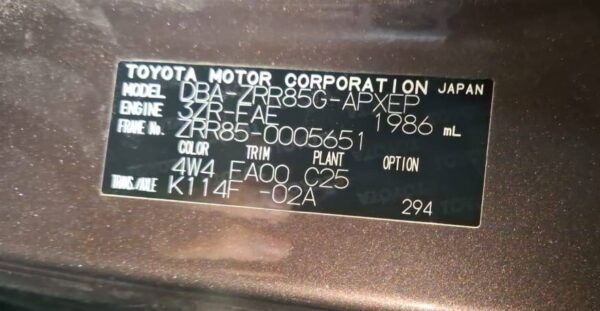 TOYOTA MOTOR CORPORATION JAPAN
MODEL DBA-ZRR85G-APXEP
ENGINE 3ZR-FAE 1986 mL
FRAME No. ZRR85-0005651
COLOR TRIM PLANT OPTION
4W4 FA00 C25
TRANS./AXLE K114F -02A
294